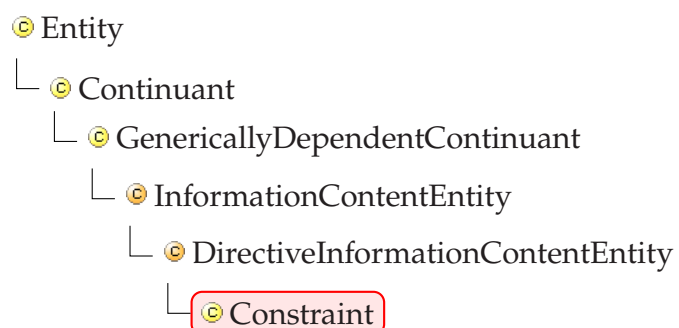 © Entity
© Continuant
© GenericallyDependentContinuant
© InformationContentEntity
© DirectiveInformationContentEntity
© Constraint